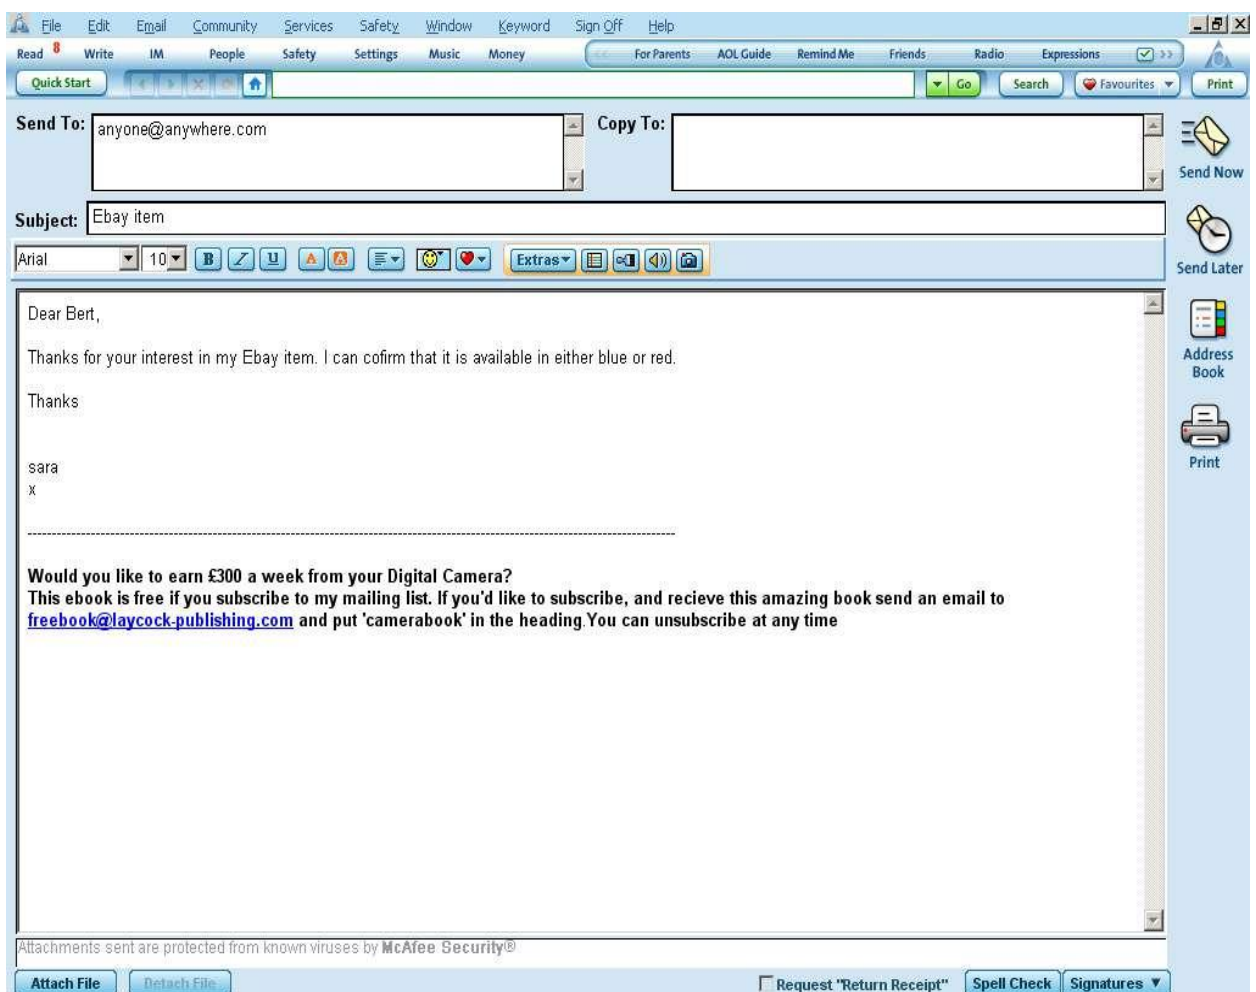 File Edit Email Community Services Safety Window Keyword Sign Off Help
Read 8 Write IM People Safety Settings Music Money For Parents AOL Guide Remind Me Friends Radio Expressions >>
Quick Start Go Search Favourites Print
Send To: anyone@anywhere.com Copy To:
Send Now
Subject: Ebay item
Arial 10 B I U A A Extras
Send Later
Dear Bert,
Thanks for your interest in my Ebay item. I can cofirm that it is available in either blue or red.
Address
Book
Thanks
sara
x
Print
Would you like to earn £300 a week from your Digital Camera?
This ebook is free if you subscribe to my mailing list. If you'd like to subscribe, and recieve this amazing book send an email to
freebook@laycock-publishing.com and put 'camerabook' in the heading.You can unsubscribe at any time
Attachments sent are protected from known viruses by McAfee Security®
Attach File Detach File Request "Return Receipt" Spell Check Signatures